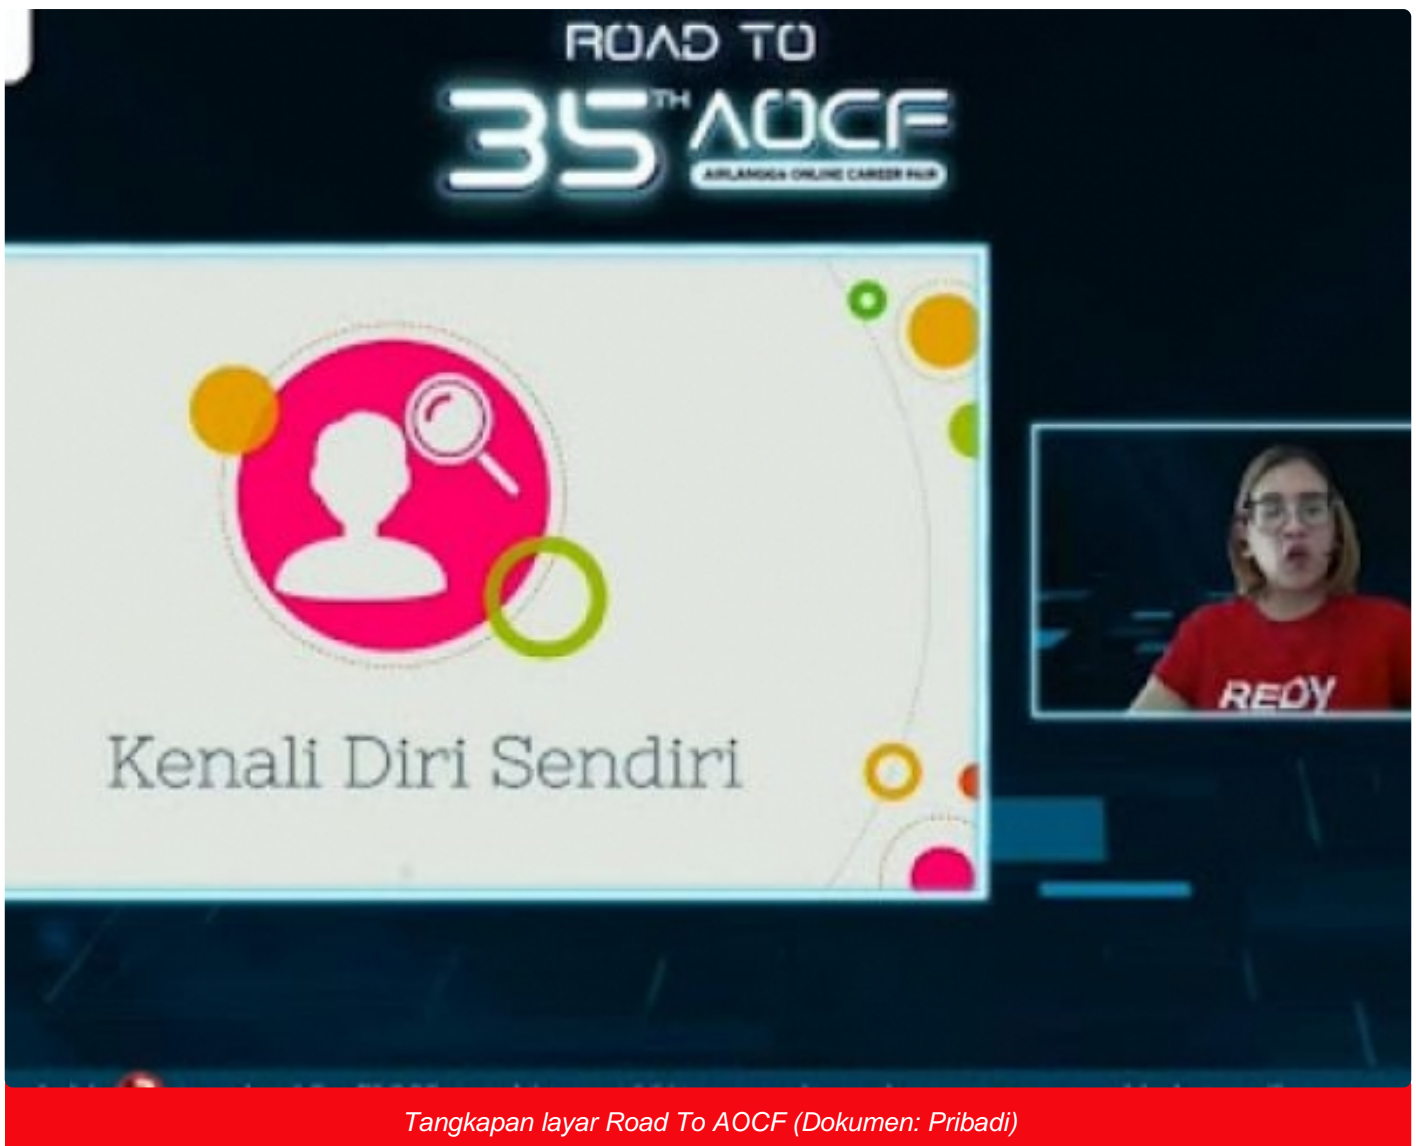 ROAD TO
35TH AOCF
AIRLANGGA ONLINE CAREER FAIR
Kenali Diri Sendiri
REDY
Tangkapan layar Road To AOCF (Dokumen: Pribadi)